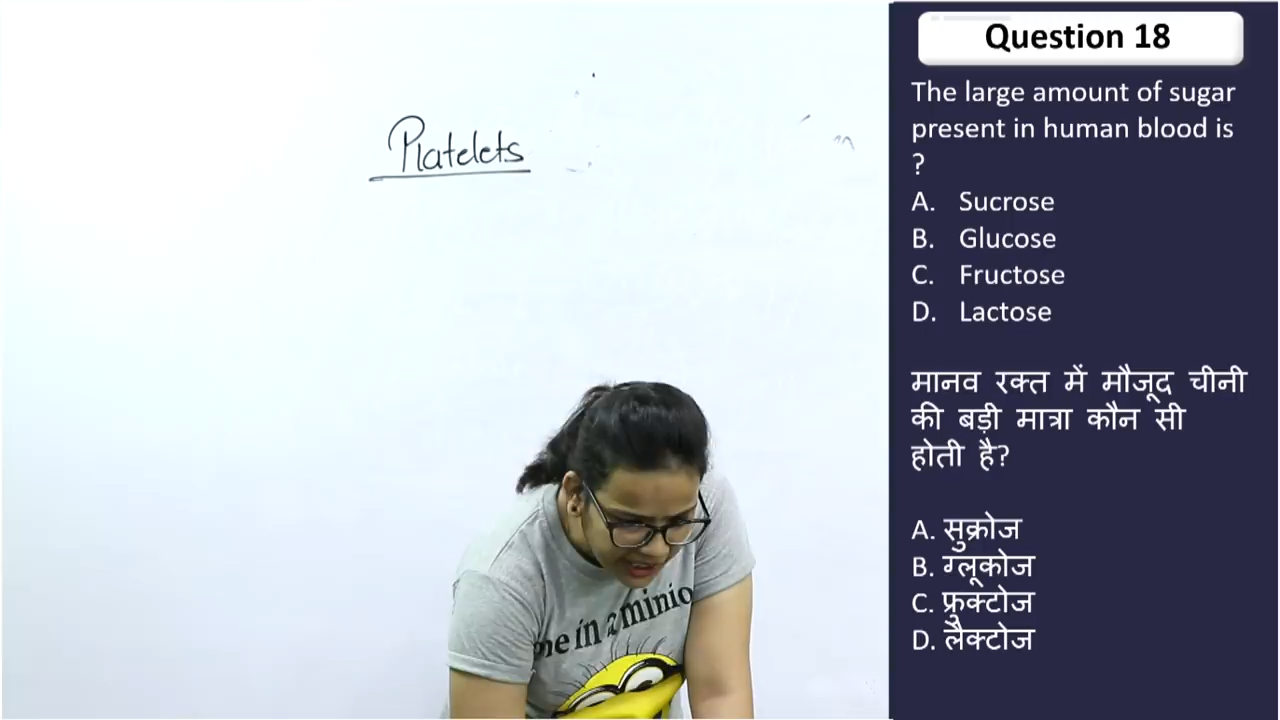 Platelets
me in a minio
Question 18
The large amount of sugar
present in human blood is
?
A. Sucrose
B. Glucose
C. Fructose
D. Lactose
मानव रक्त में मौजूद चीनी
की बड़ी मात्रा कौन सी
होती है?
A. सुक्रोज
B. ग्लूकोज
C. फ्रुक्टोज
D. लैक्टोज